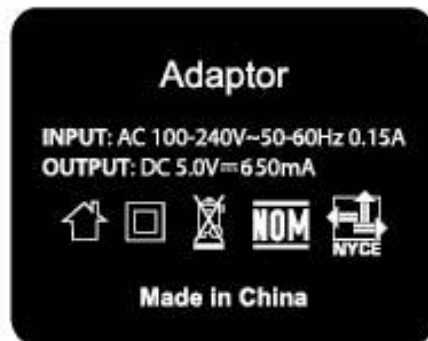 Adaptor
INPUT: AC 100-240V~50-60Hz 0.15A
OUTPUT: DC 5.0V⎓650mA
NOM
NYCE
Made in China